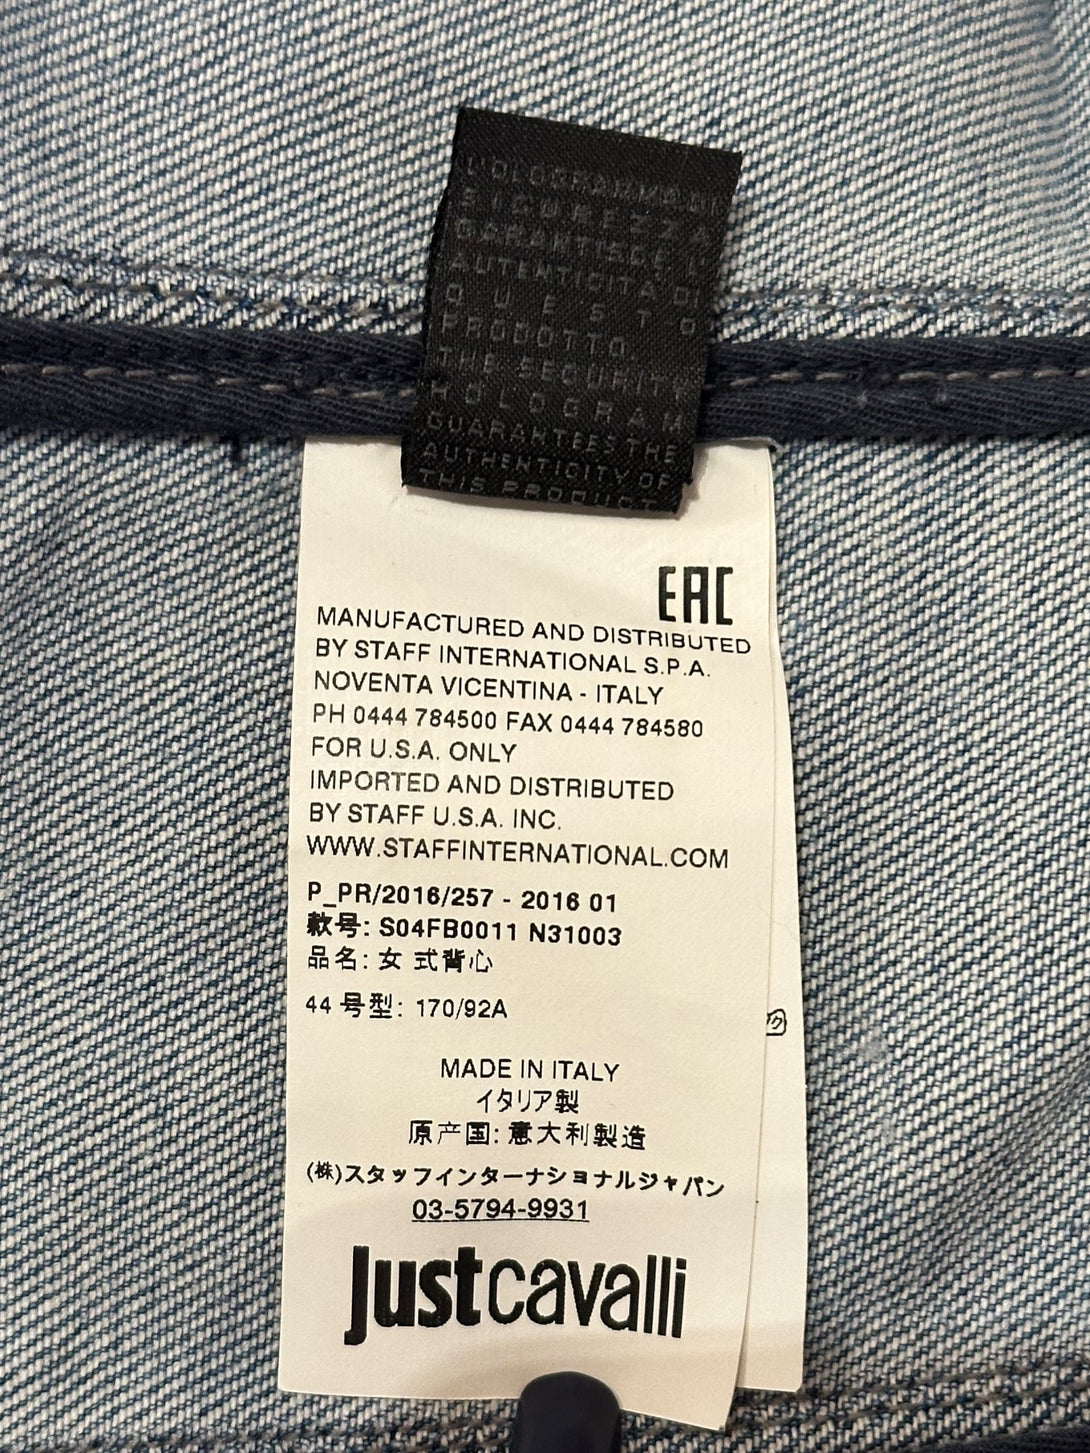 L'OLOGRAMMA DI
SICUREZZA
GARANTISCE L'
AUTENTICITA DI
QUESTO
PRODOTTO.
THE SECURITY
HOLOGRAM
GUARANTEES THE
AUTHENTICITY OF
THIS PRODUCT
EAC
MANUFACTURED AND DISTRIBUTED
BY STAFF INTERNATIONAL S.P.A.
NOVENTA VICENTINA - ITALY
PH 0444 784500 FAX 0444 784580
FOR U.S.A. ONLY
IMPORTED AND DISTRIBUTED
BY STAFF U.S.A. INC.
WWW.STAFFINTERNATIONAL.COM
P_PR/2016/257 - 2016 01
款号: S04FB0011 N31003
品名: 女 式背心
44 号型: 170/92A
MADE IN ITALY
イタリア製
原产国: 意大利製造
(株)スタッフインターナショナルジャパン
03-5794-9931
justcavalli